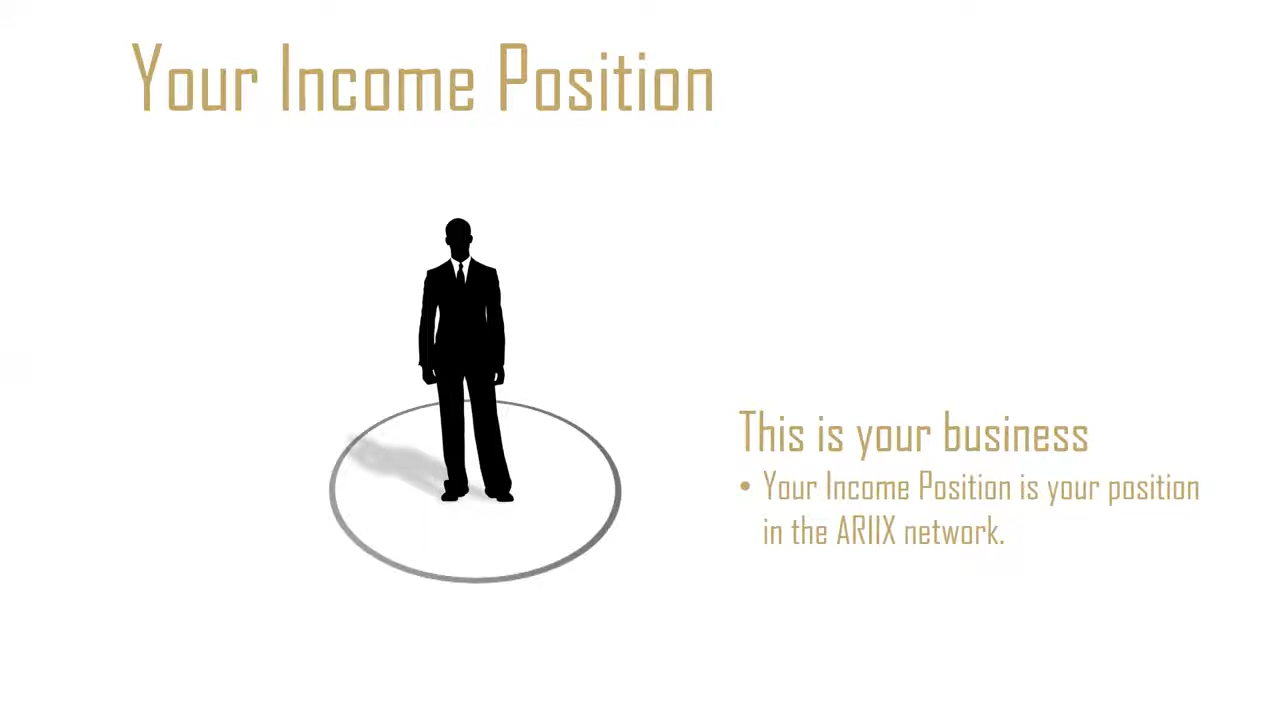 Your Income Position
This is your business
• Your Income Position is your position
in the ARIIX network.